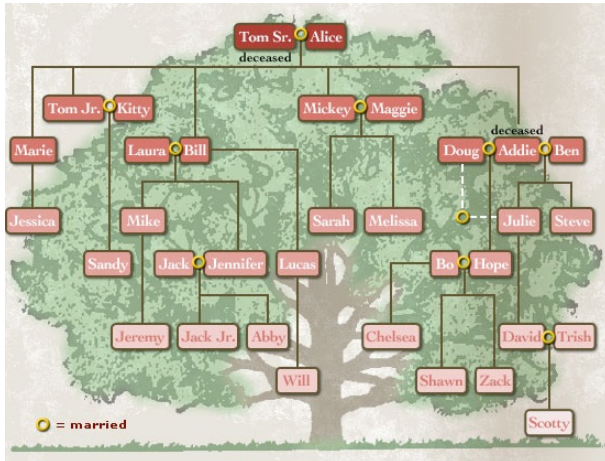 Tom Sr. Alice
deceased
Tom Jr. Kitty Mickey Maggie
deceased
Marie Laura Bill Doug Addie Ben
Jessica Mike Sarah Melissa Julie Steve
Sandy Jack Jennifer Lucas Bo Hope
Jeremy Jack Jr. Abby Chelsea David Trish
Will Shawn Zack
Scotty
= married